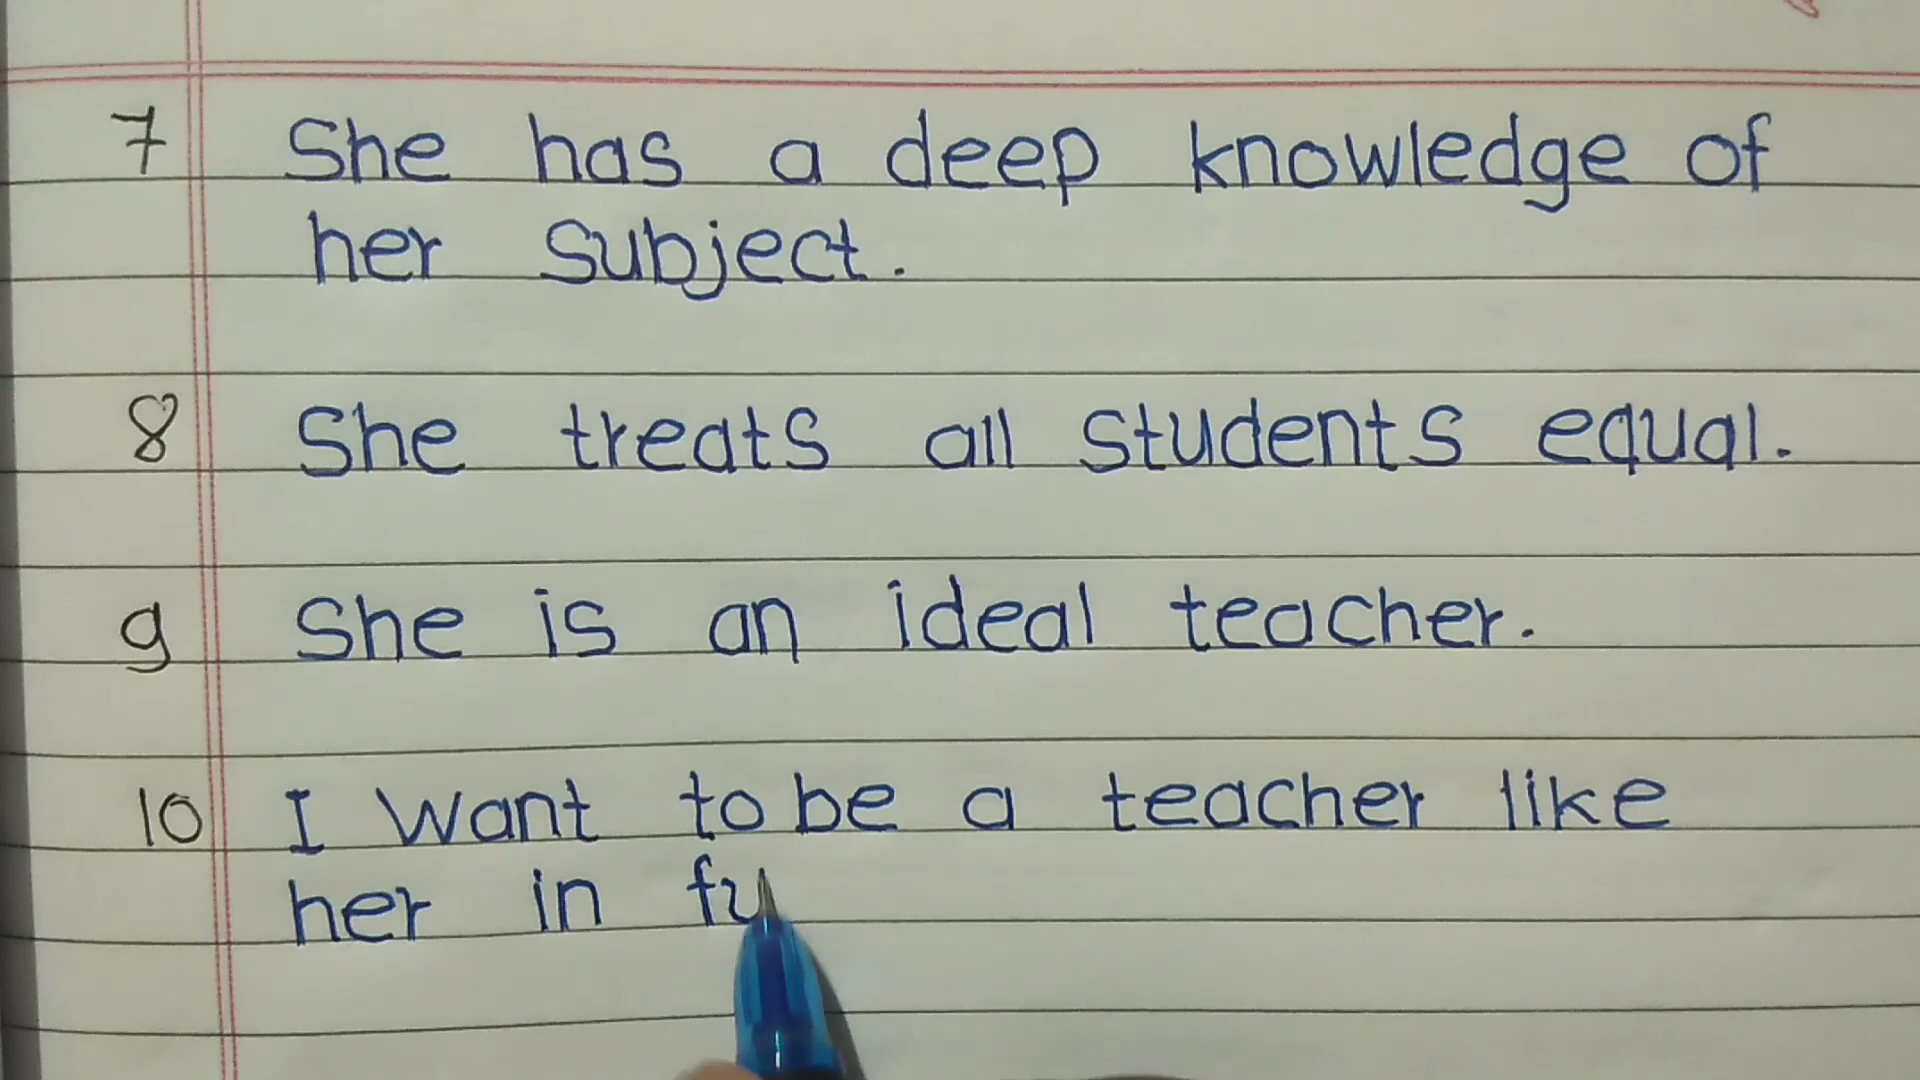 7 She has a deep knowledge of
her subject.
8 She treats all students equal.
9 She is an ideal teacher.
10 I want to be a teacher like
her in fu